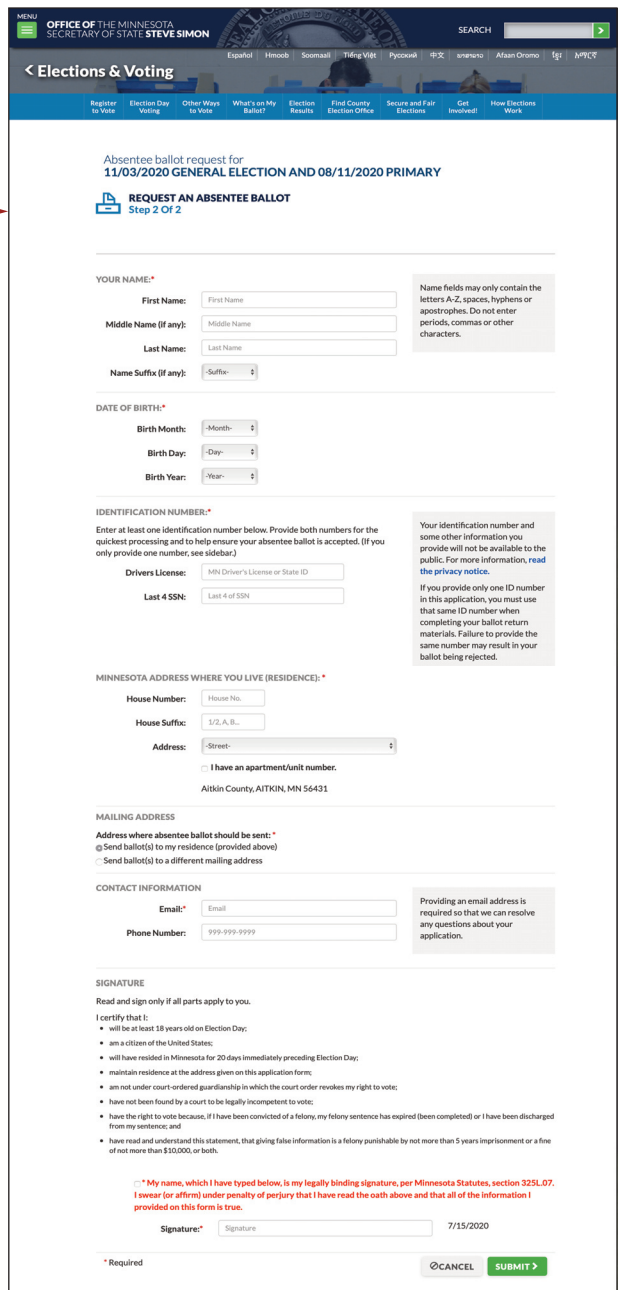 MENU
OFFICE OF THE MINNESOTA
SECRETARY OF STATE STEVE SIMON
SEARCH
Español Hmoob Soomaali Tiếng Việt Русский 中文 ພາສາລາວ Afaan Oromo ខ្មែរ አማርኛ
< Elections & Voting
Register to Vote
Election Day Voting
Other Ways to Vote
What's on My Ballot?
Election Results
Find County Election Office
Secure and Fair Elections
Get Involved!
How Elections Work
Absentee ballot request for
11/03/2020 GENERAL ELECTION AND 08/11/2020 PRIMARY
REQUEST AN ABSENTEE BALLOT
Step 2 Of 2
YOUR NAME:*
First Name: First Name
Middle Name (if any): Middle Name
Last Name: Last Name
Name Suffix (if any): -Suffix-
Name fields may only contain the
letters A-Z, spaces, hyphens or
apostrophes. Do not enter
periods, commas or other
characters.
DATE OF BIRTH:*
Birth Month: -Month-
Birth Day: -Day-
Birth Year: -Year-
IDENTIFICATION NUMBER:*
Enter at least one identification number below. Provide both numbers for the
quickest processing and to help ensure your absentee ballot is accepted. (If you
only provide one number, see sidebar.)
Drivers License: MN Driver's License or State ID
Last 4 SSN: Last 4 of SSN
Your identification number and
some other information you
provide will not be available to the
public. For more information, read
the privacy notice.
If you provide only one ID number
in this application, you must use
that same ID number when
completing your ballot return
materials. Failure to provide the
same number may result in your
ballot being rejected.
MINNESOTA ADDRESS WHERE YOU LIVE (RESIDENCE): *
House Number: House No.
House Suffix: 1/2, A, B...
Address: -Street-
I have an apartment/unit number.
Aitkin County, AITKIN, MN 56431
MAILING ADDRESS
Address where absentee ballot should be sent: *
Send ballot(s) to my residence (provided above)
Send ballot(s) to a different mailing address
CONTACT INFORMATION
Email:* Email
Phone Number: 999-999-9999
Providing an email address is
required so that we can resolve
any questions about your
application.
SIGNATURE
Read and sign only if all parts apply to you.
I certify that I:
• will be at least 18 years old on Election Day;
• am a citizen of the United States;
• will have resided in Minnesota for 20 days immediately preceding Election Day;
• maintain residence at the address given on this application form;
• am not under court-ordered guardianship in which the court order revokes my right to vote;
• have not been found by a court to be legally incompetent to vote;
• have the right to vote because, if I have been convicted of a felony, my felony sentence has expired (been completed) or I have been discharged
from my sentence; and
• have read and understand this statement, that giving false information is a felony punishable by not more than 5 years imprisonment or a fine
of not more than $10,000, or both.
* My name, which I have typed below, is my legally binding signature, per Minnesota Statutes, section 325L.07.
I swear (or affirm) under penalty of perjury that I have read the oath above and that all of the information I
provided on this form is true.
Signature:* Signature 7/15/2020
* Required
CANCEL SUBMIT >